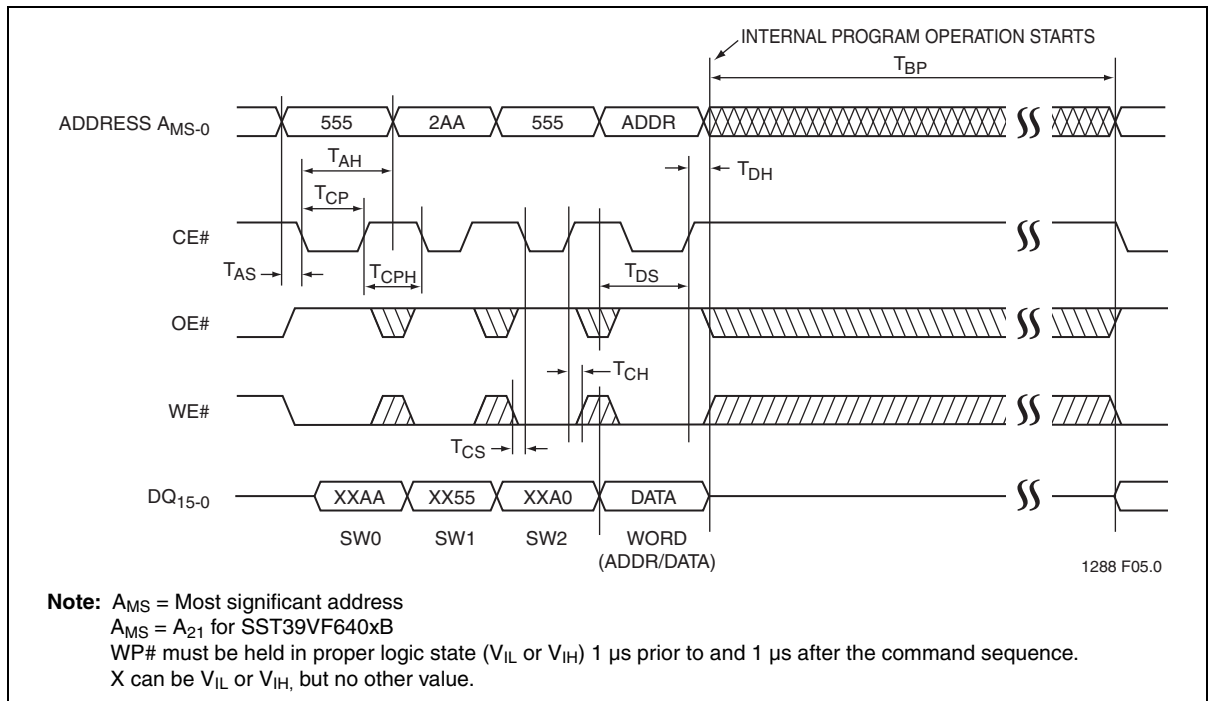 INTERNAL PROGRAM OPERATION STARTS
TBP
ADDRESS AMS-0
555
2AA
555
ADDR
TAH
TDH
TCP
CE#
TAS
TCPH
TDS
OE#
TCH
WE#
TCS
DQ15-0
XXAA
XX55
XXA0
DATA
SW0
SW1
SW2
WORD
(ADDR/DATA)
1288 F05.0
Note: AMS = Most significant address
AMS = A21 for SST39VF640xB
WP# must be held in proper logic state (VIL or VIH) 1 µs prior to and 1 µs after the command sequence.
X can be VIL or VIH, but no other value.